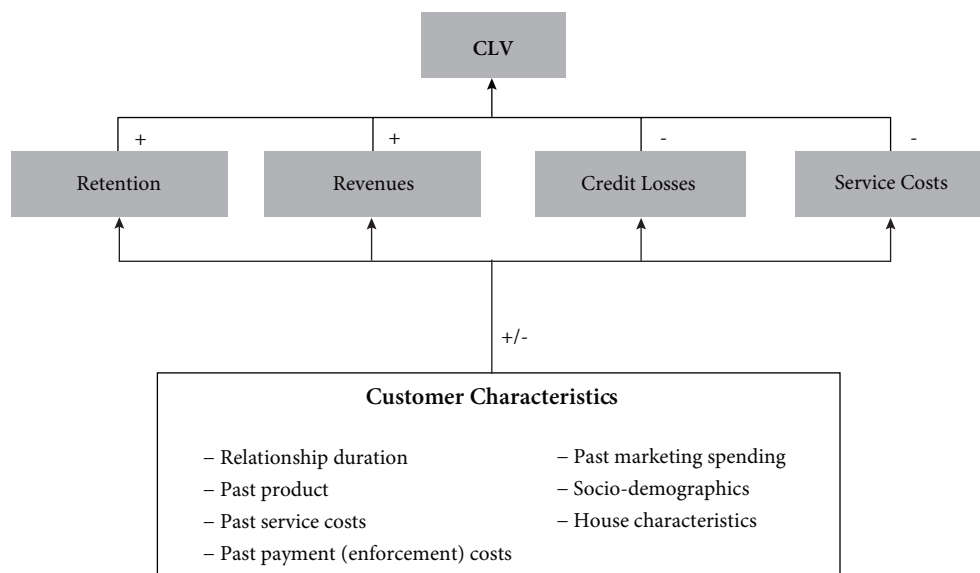 CLV
+
+
-
-
Retention
Revenues
Credit Losses
Service Costs
+/-
Customer Characteristics
– Relationship duration
– Past product
– Past service costs
– Past payment (enforcement) costs
– Past marketing spending
– Socio-demographics
– House characteristics